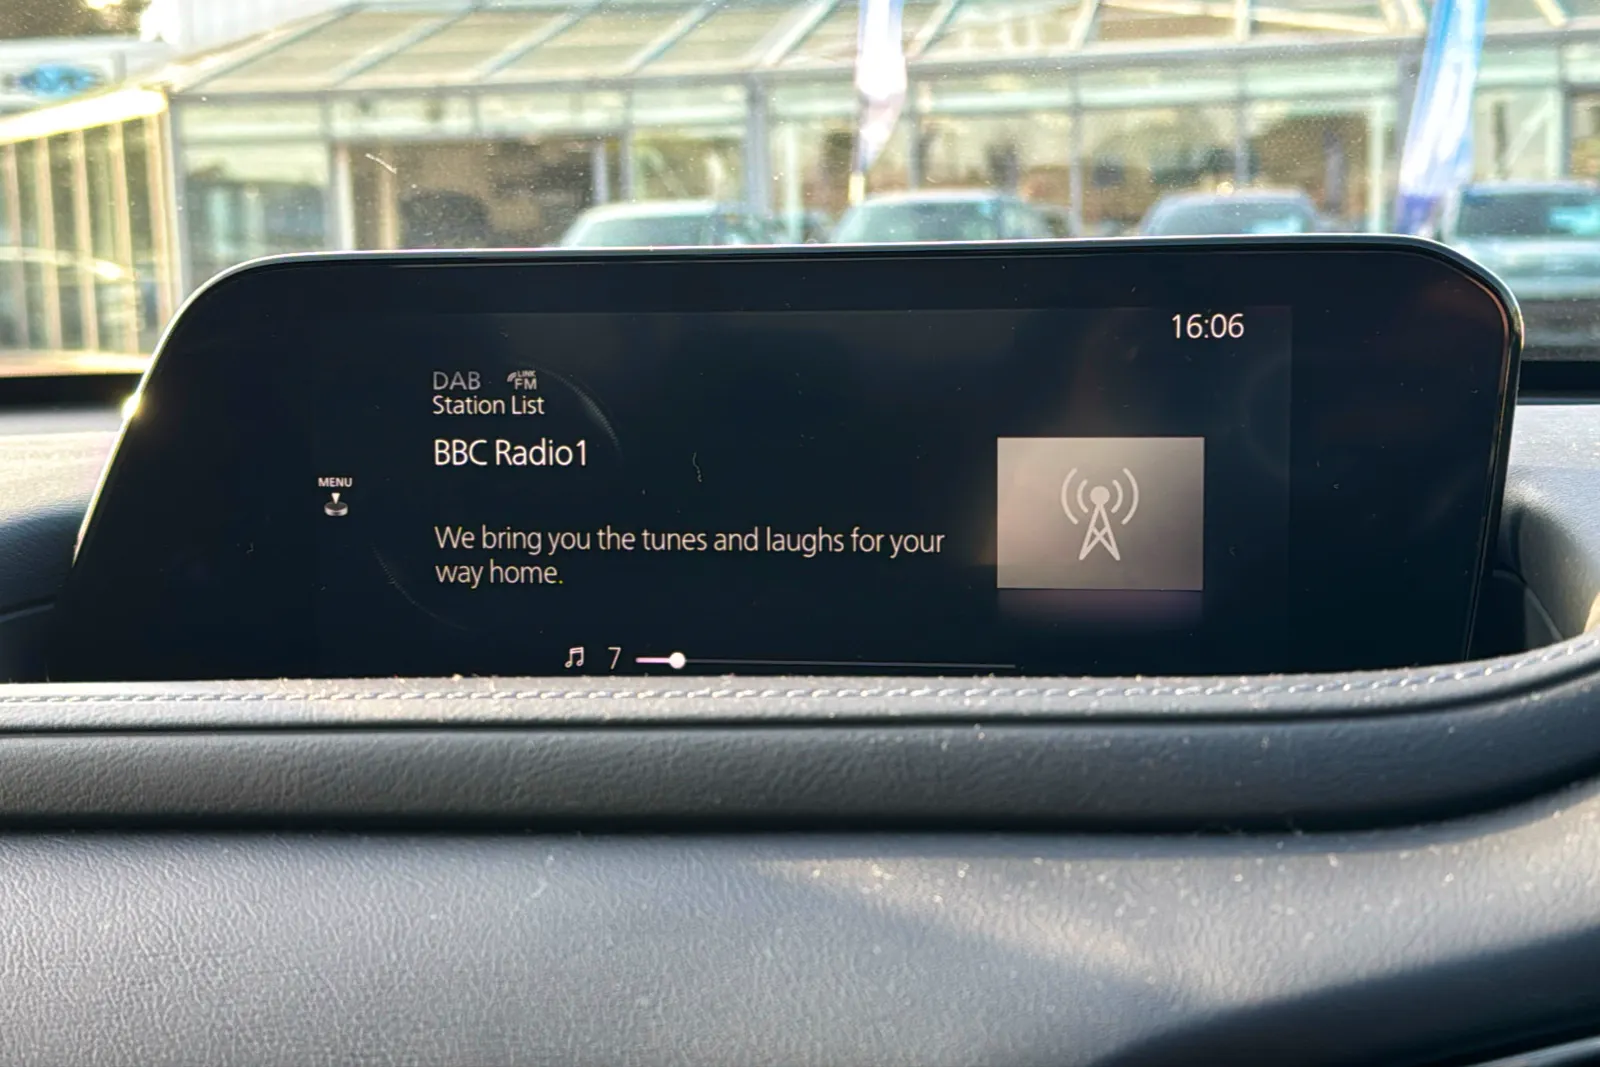 16:06
DAB LINK FM
Station List
BBC Radio1
MENU
We bring you the tunes and laughs for your
way home.
7